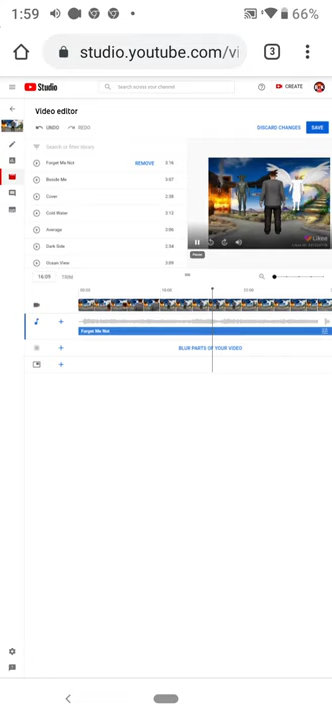 1:59
66%
studio.youtube.com/vi
3
Studio
Search across your channel
CREATE
Video editor
UNDO
REDO
DISCARD CHANGES
SAVE
Search or filter library
Forget Me Not
REMOVE
3:16
Beside Me
3:07
Cover
2:38
Cold Water
3:12
Average
3:06
Dark Side
2:34
Ocean View
3:09
Likee
Pause
16:09
TRIM
Forget Me Not
BLUR PARTS OF YOUR VIDEO